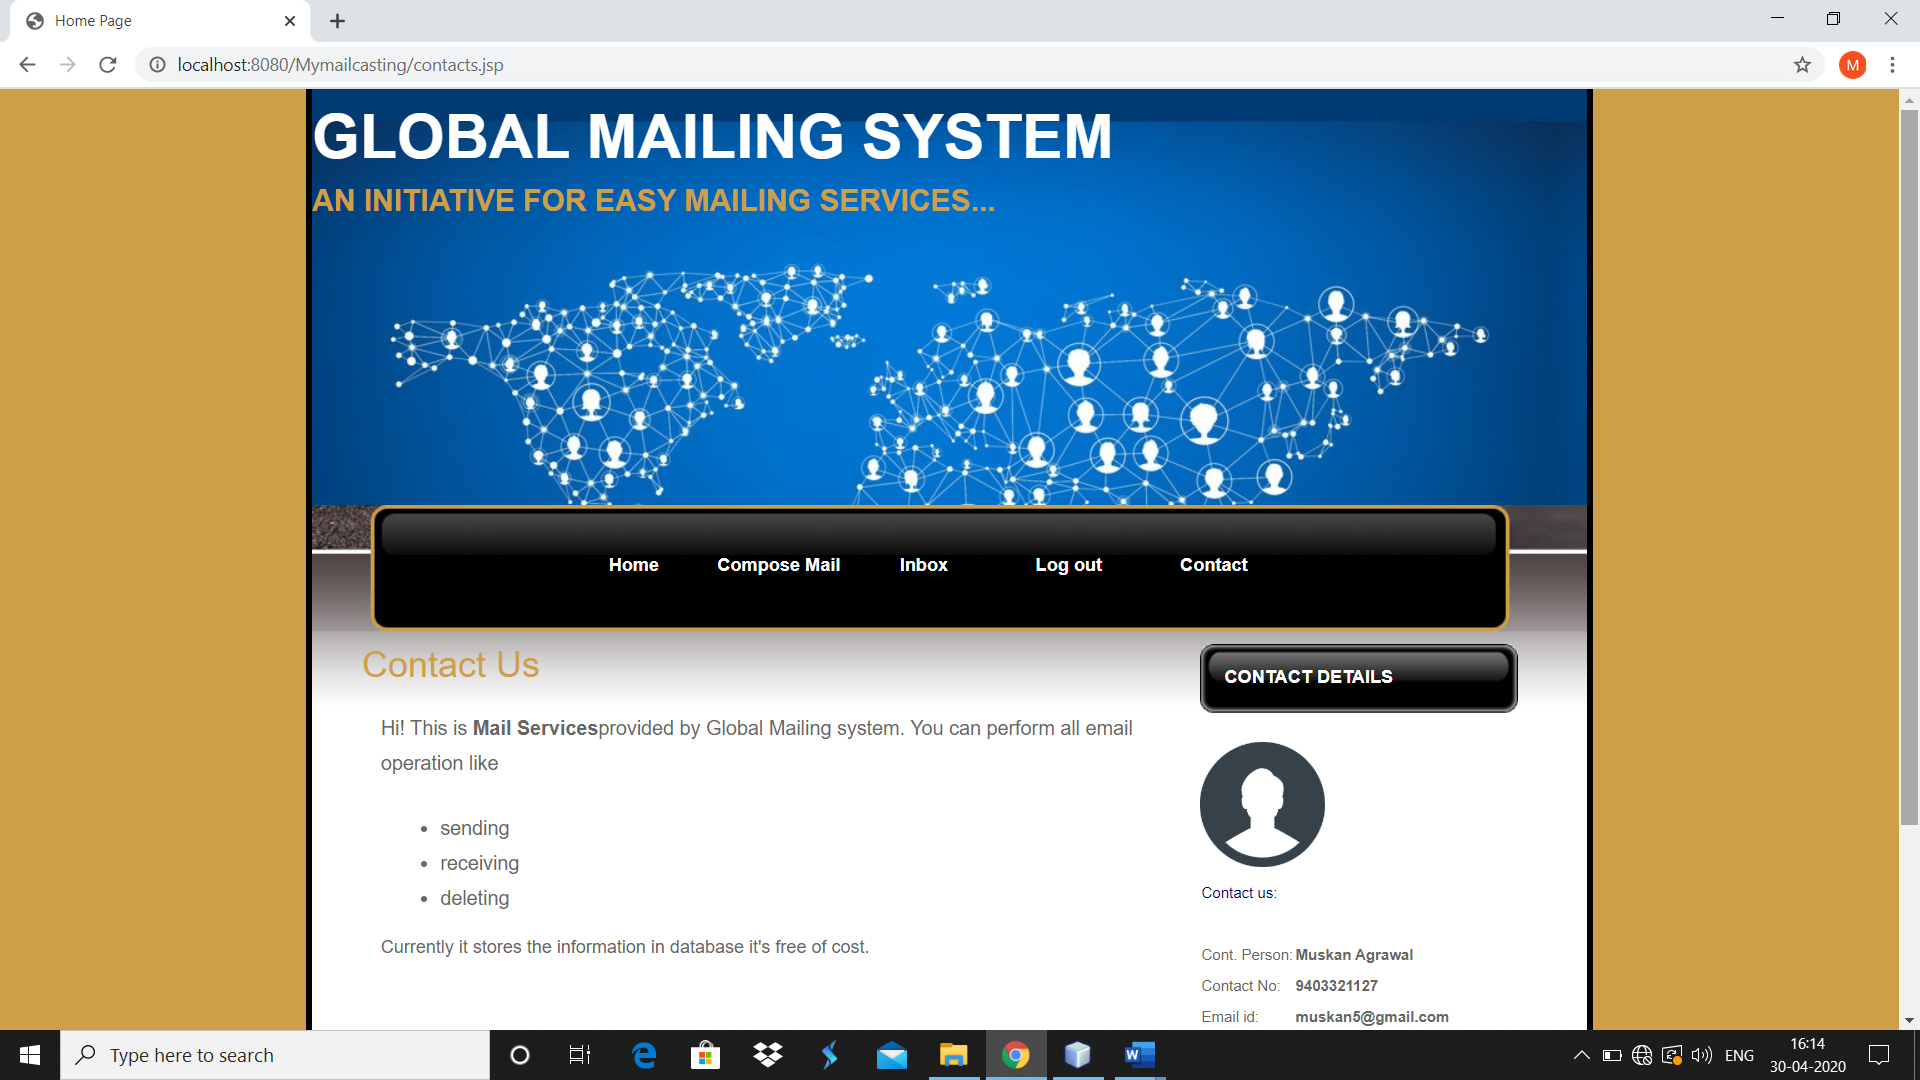 Home Page
localhost:8080/Mymailcasting/contacts.jsp
M
GLOBAL MAILING SYSTEM
AN INITIATIVE FOR EASY MAILING SERVICES...
Home Compose Mail Inbox Log out Contact
Contact Us
Hi! This is Mail Servicesprovided by Global Mailing system. You can perform all email
operation like
• sending
• receiving
• deleting
Currently it stores the information in database it's free of cost.
CONTACT DETAILS
Contact us:
Cont. Person: Muskan Agrawal
Contact No: 9403321127
Email id: muskan5@gmail.com
Type here to search
W
ENG
16:14
30-04-2020